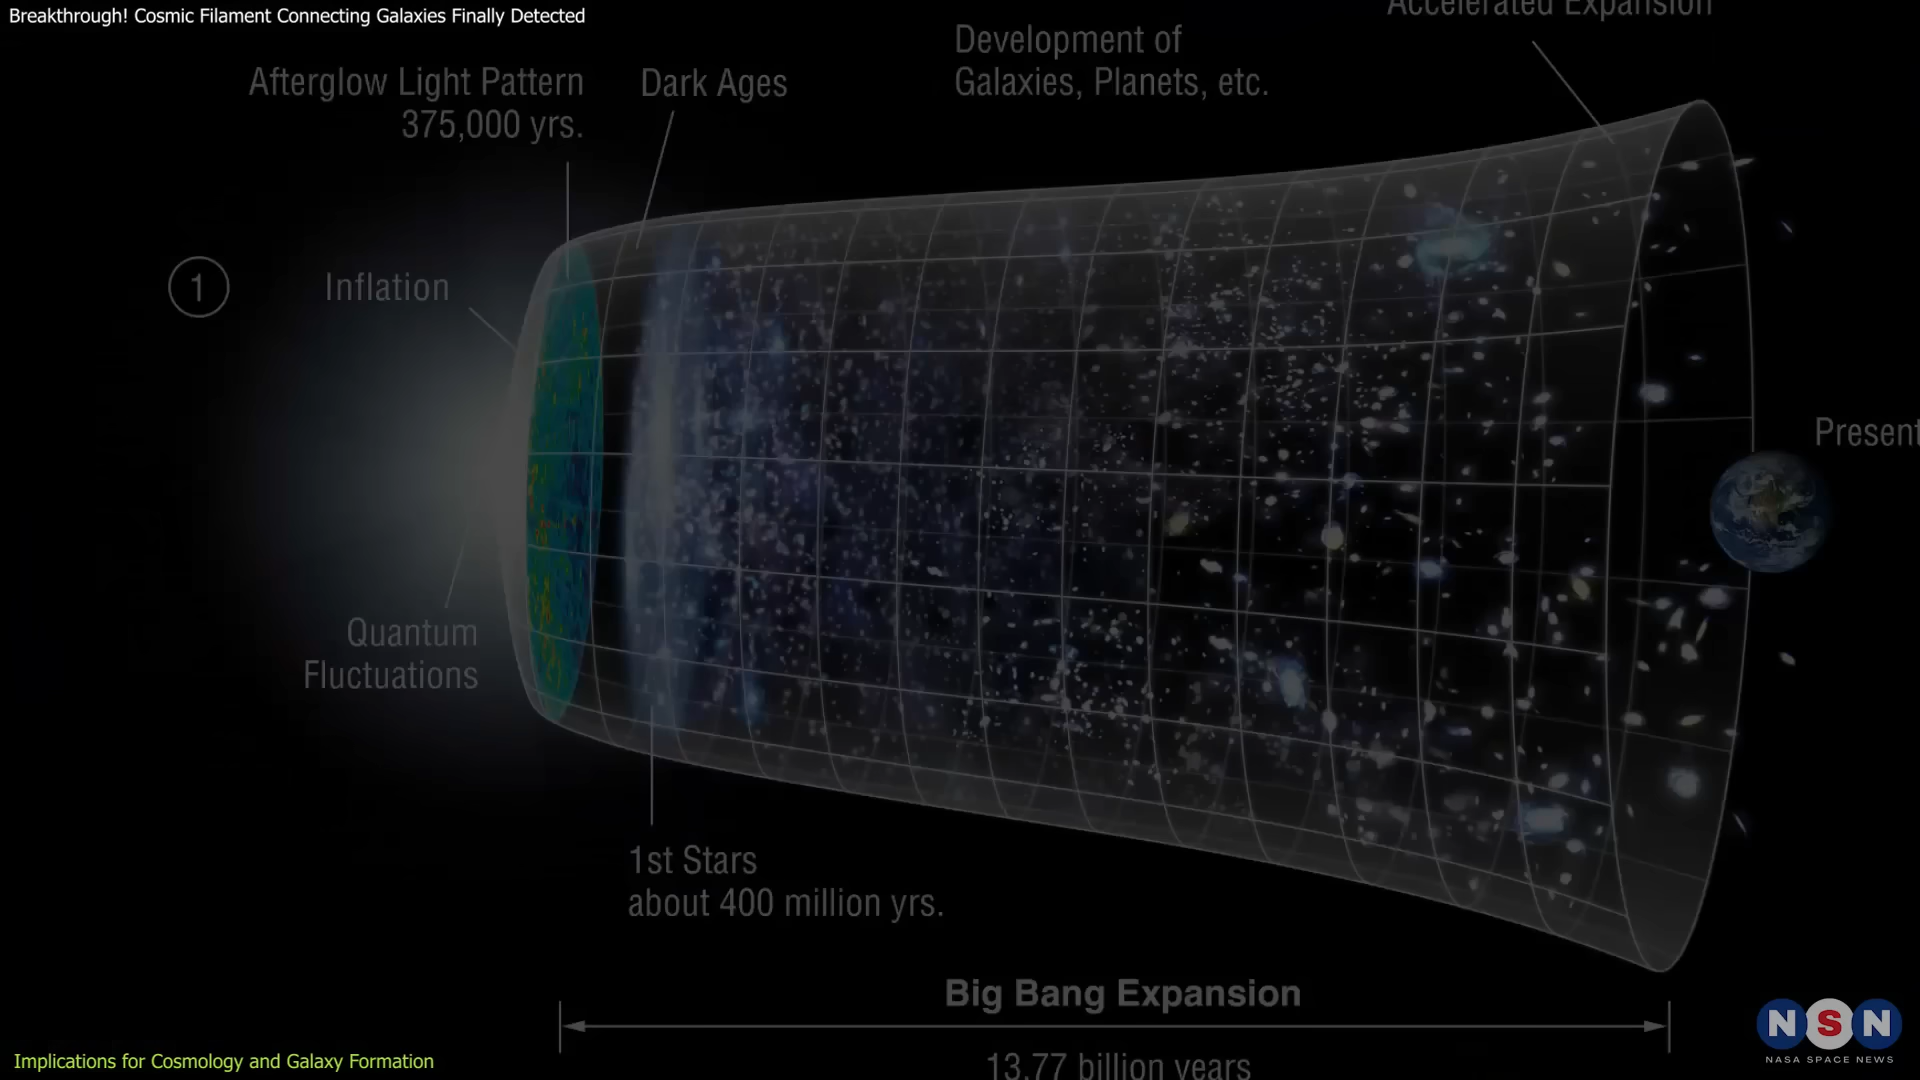 Breakthrough! Cosmic Filament Connecting Galaxies Finally Detected
Accelerated Expansion
Development of
Galaxies, Planets, etc.
Afterglow Light Pattern
375,000 yrs.
Dark Ages
1
Inflation
Present
Quantum
Fluctuations
1st Stars
about 400 million yrs.
Big Bang Expansion
13.77 billion years
Implications for Cosmology and Galaxy Formation
NSN
NASA SPACE NEWS